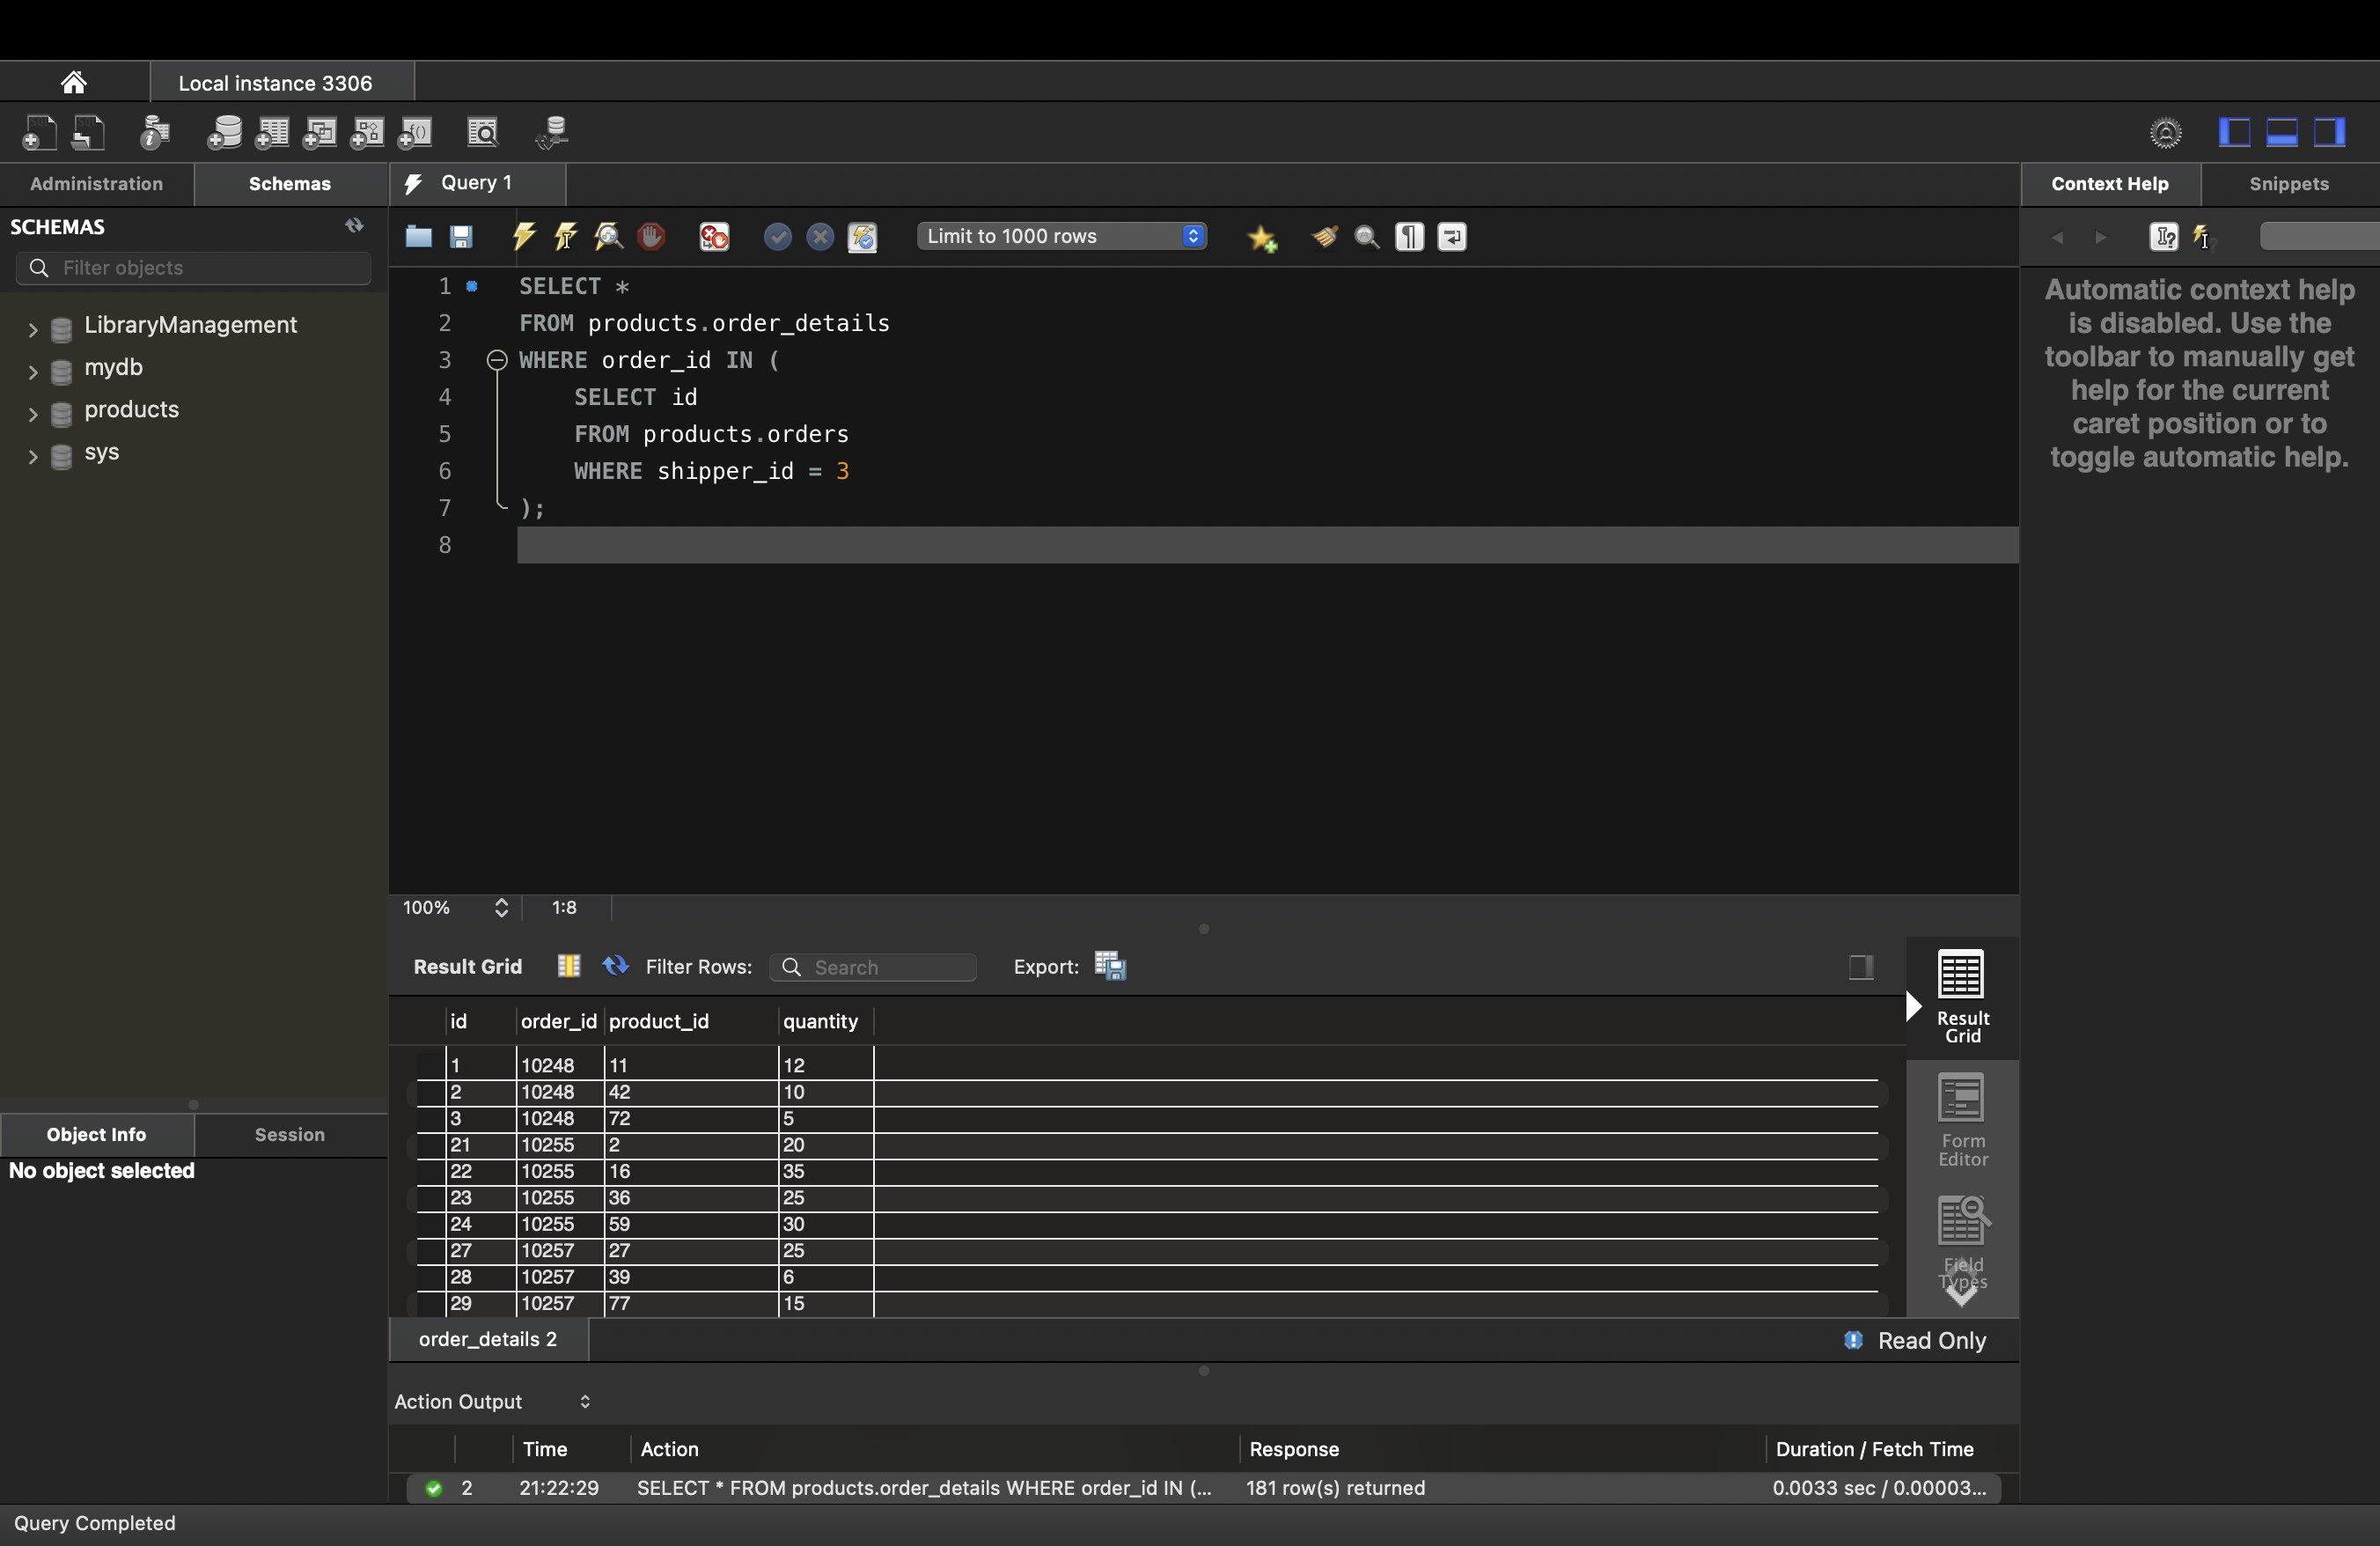 Local instance 3306
Administration Schemas
Query 1
Context Help Snippets
SCHEMAS
Filter objects
Limit to 1000 rows
LibraryManagement
mydb
products
sys
1 SELECT *
2 FROM products.order_details
3 WHERE order_id IN (
4 SELECT id
5 FROM products.orders
6 WHERE shipper_id = 3
7 );
8
Automatic context help
is disabled. Use the
toolbar to manually get
help for the current
caret position or to
toggle automatic help.
100% 1:8
Result Grid Filter Rows: Search Export:
id order_id product_id quantity
1 10248 11 12
2 10248 42 10
3 10248 72 5
21 10255 2 20
22 10255 16 35
23 10255 36 25
24 10255 59 30
27 10257 27 25
28 10257 39 6
29 10257 77 15
Result
Grid
Form
Editor
Field
Types
order_details 2
Read Only
Object Info Session
No object selected
Action Output
Time Action Response Duration / Fetch Time
2 21:22:29 SELECT * FROM products.order_details WHERE order_id IN (... 181 row(s) returned 0.0033 sec / 0.00003...
Query Completed